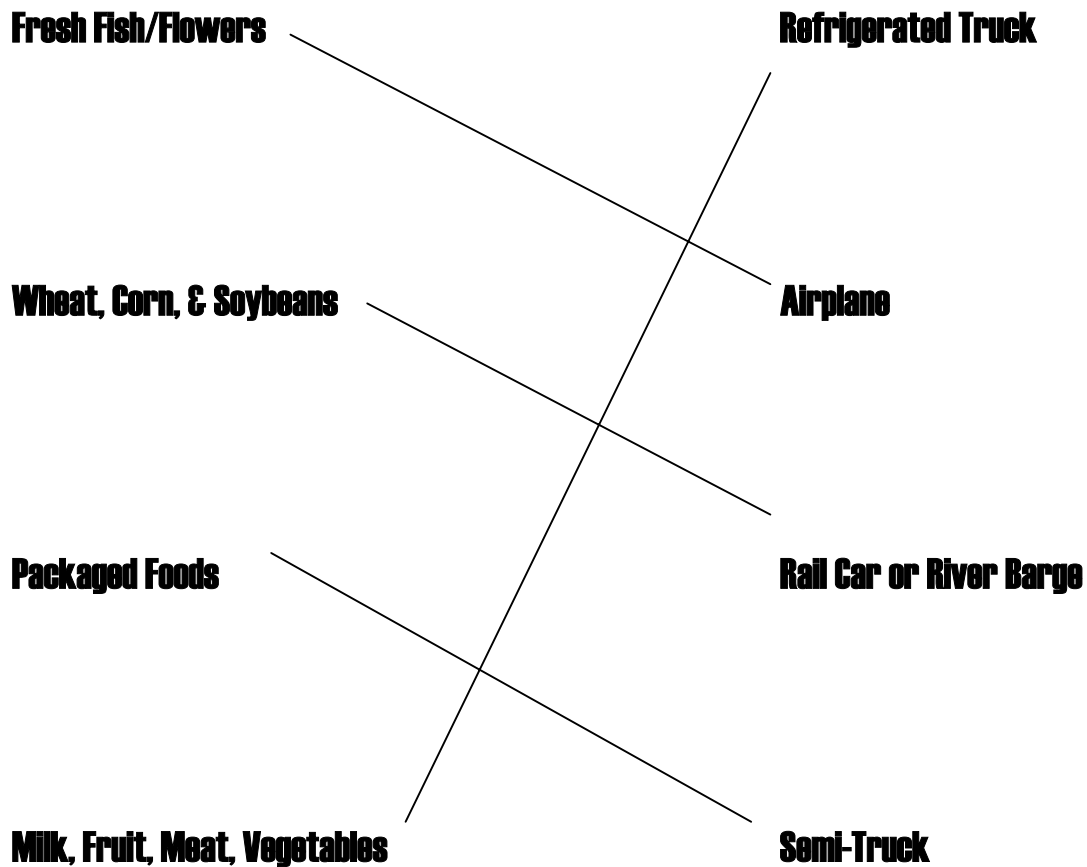 Fresh Fish/Flowers
Refrigerated Truck
Wheat, Corn, & Soybeans
Airplane
Packaged Foods
Rail Car or River Barge
Milk, Fruit, Meat, Vegetables
Semi-Truck